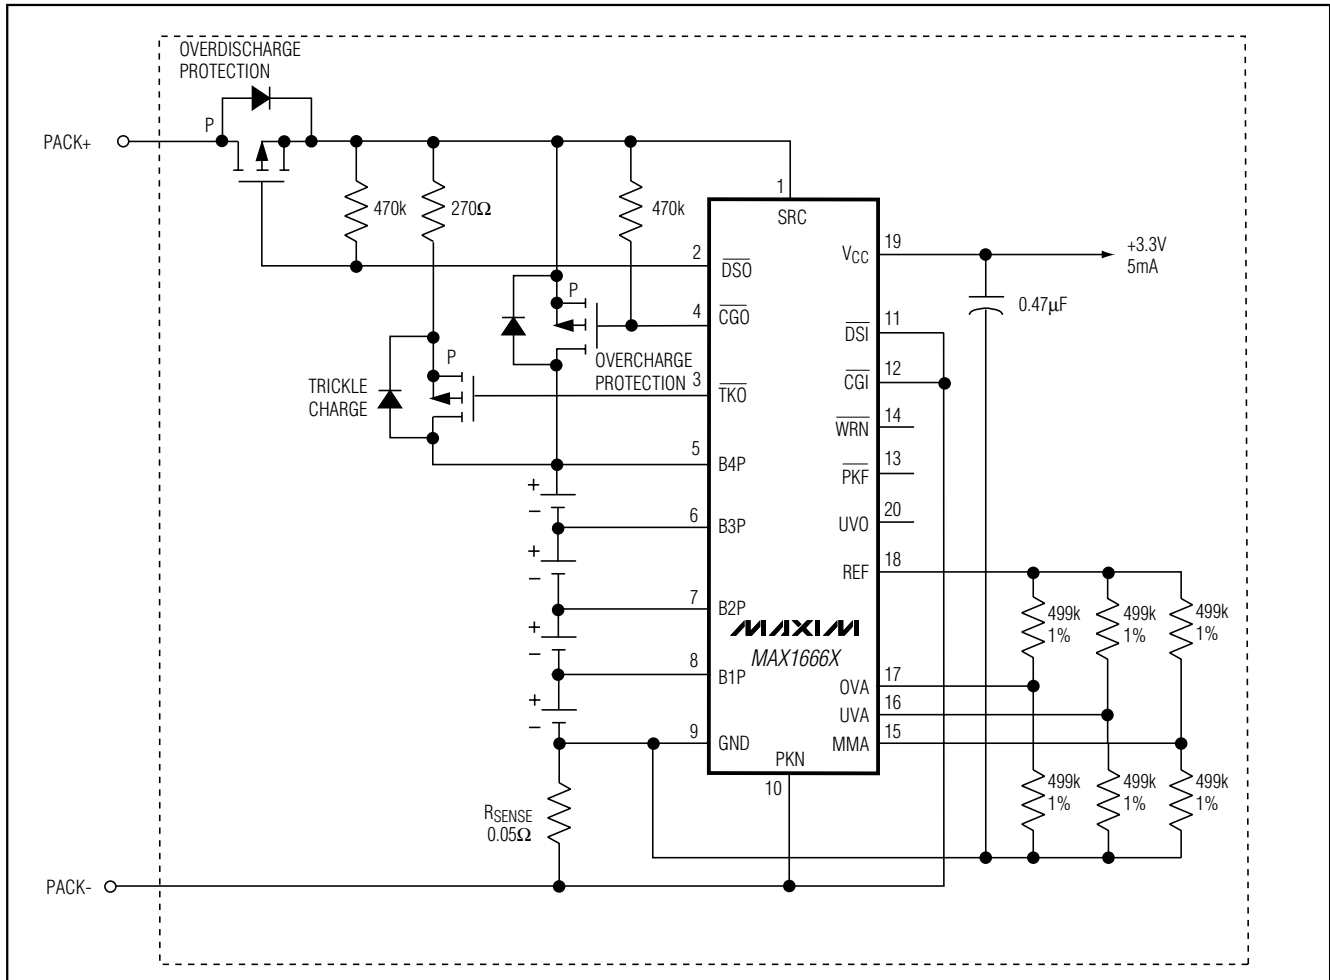 OVERDISCHARGE
PROTECTION
P
PACK+
470k
270Ω
470k
1
SRC
2
DSO
19
VCC
+3.3V
5mA
P
4
CGO
0.47μF
11
DSI
OVERCHARGE
PROTECTION
P
TRICKLE
CHARGE
3
TKO
12
CGI
14
WRN
5
B4P
13
PKF
+
−
6
B3P
20
UVO
+
−
18
REF
7
B2P
499k
1%
499k
1%
499k
1%
MAXIM
MAX1666X
+
−
8
B1P
17
OVA
+
−
16
UVA
9
GND
15
MMA
PKN
10
499k
1%
499k
1%
499k
1%
RSENSE
0.05Ω
PACK-